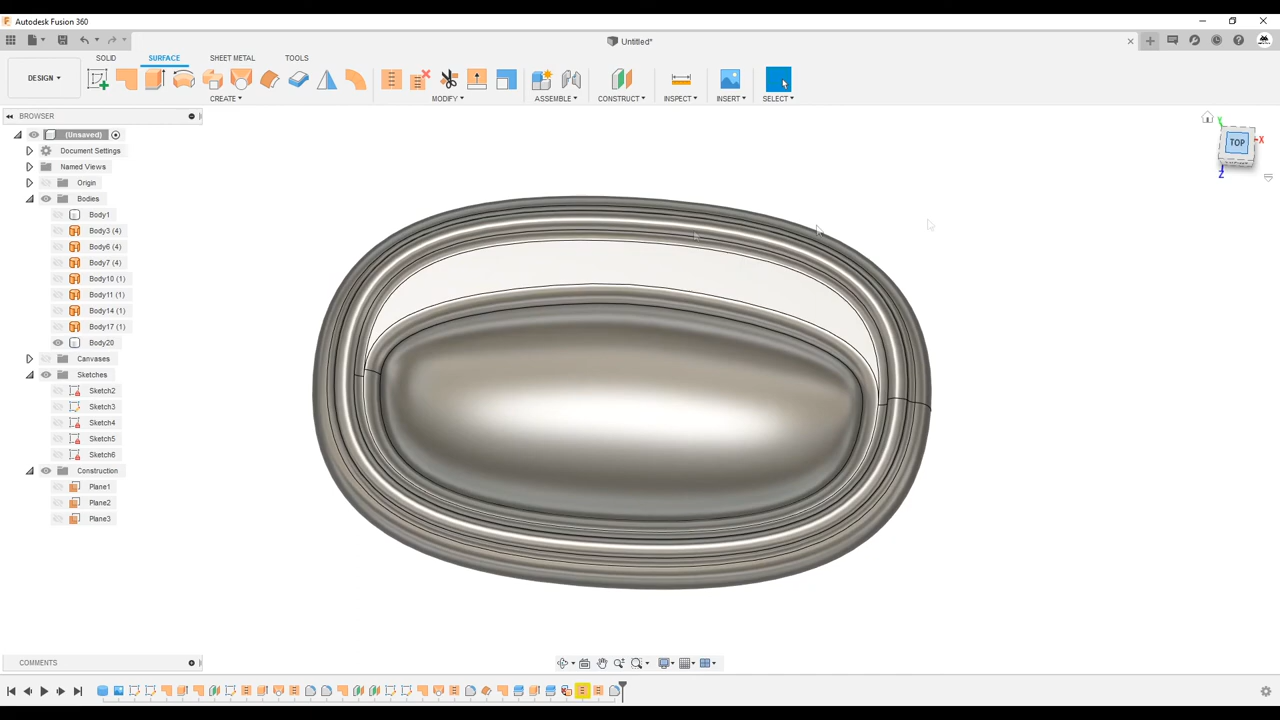 Autodesk Fusion 360
Untitled*
SOLID SURFACE SHEET METAL TOOLS
DESIGN
CREATE MODIFY ASSEMBLE CONSTRUCT INSPECT INSERT SELECT
BROWSER
(Unsaved)
Document Settings
Named Views
Origin
Bodies
Body1
Body3 (4)
Body6 (4)
Body7 (4)
Body10 (1)
Body11 (1)
Body14 (1)
Body17 (1)
Body20
Canvases
Sketches
Sketch2
Sketch3
Sketch4
Sketch5
Sketch6
Construction
Plane1
Plane2
Plane3
Y
TOP
X
Z
COMMENTS